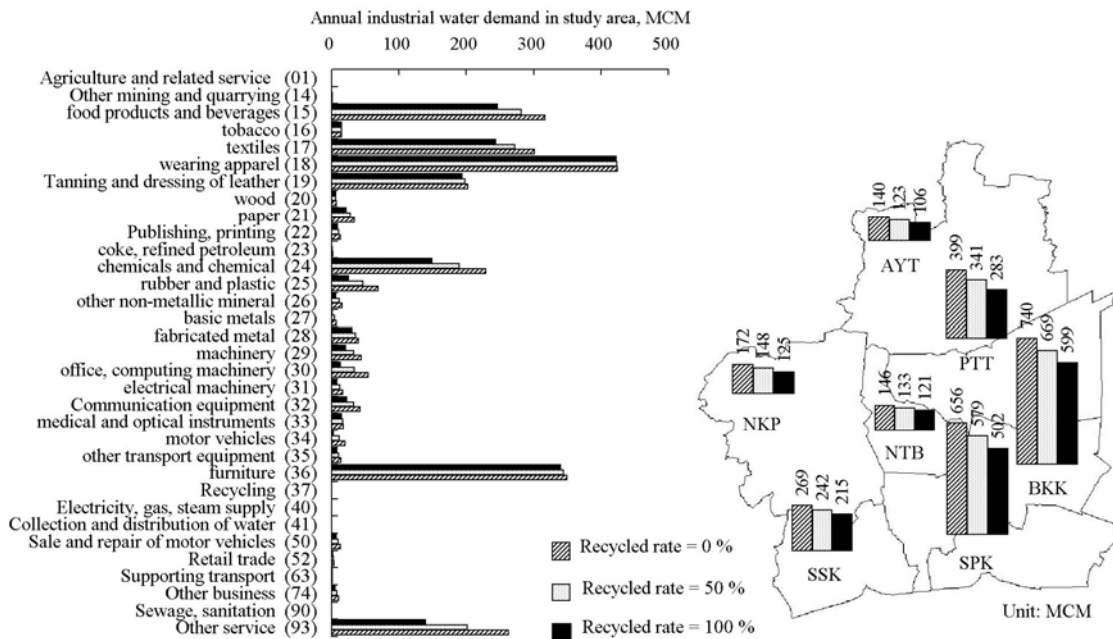 Annual industrial water demand in study area, MCM
0 100 200 300 400 500
Agriculture and related service (01)
Other mining and quarrying (14)
food products and beverages (15)
tobacco (16)
textiles (17)
wearing apparel (18)
Tanning and dressing of leather (19)
wood (20)
paper (21)
Publishing, printing (22)
coke, refined petroleum (23)
chemicals and chemical (24)
rubber and plastic (25)
other non-metallic mineral (26)
basic metals (27)
fabricated metal (28)
machinery (29)
office, computing machinery (30)
electrical machinery (31)
Communication equipment (32)
medical and optical instruments (33)
motor vehicles (34)
other transport equipment (35)
furniture (36)
Recycling (37)
Electricity, gas, steam supply (40)
Collection and distribution of water (41)
Sale and repair of motor vehicles (50)
Retail trade (52)
Supporting transport (63)
Other business (74)
Sewage, sanitation (90)
Other service (93)
Recycled rate = 0 %
Recycled rate = 50 %
Recycled rate = 100 %
140 123 106
AYT
399 341 283
PTT
740 669 599
BKK
172 148 125
NKP
146 133 121
NTB
656 579 502
SPK
269 242 215
SSK
Unit: MCM